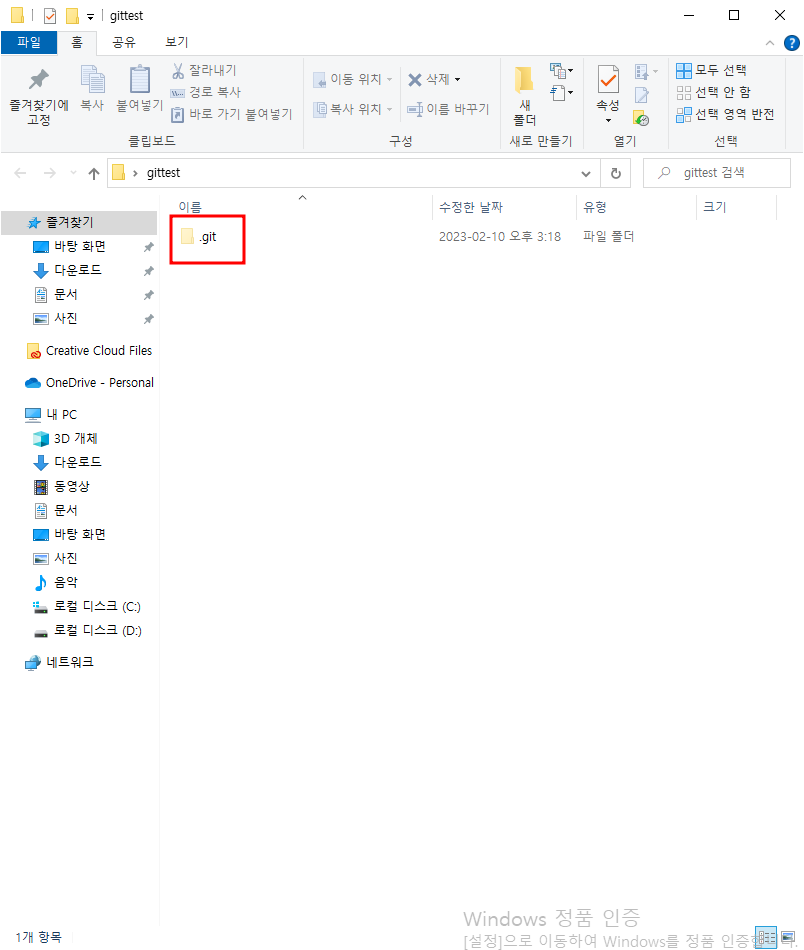 gittest
파일 홈 공유 보기
즐겨찾기에 고정
복사
붙여넣기
잘라내기
경로 복사
바로 가기 붙여넣기
클립보드
이동 위치
복사 위치
삭제
이름 바꾸기
구성
새 폴더
새로 만들기
속성
열기
모두 선택
선택 안 함
선택 영역 반전
선택
gittest
gittest 검색
이름 수정한 날짜 유형 크기
.git 2023-02-10 오후 3:18 파일 폴더
즐겨찾기
바탕 화면
다운로드
문서
사진
Creative Cloud Files
OneDrive - Personal
내 PC
3D 개체
다운로드
동영상
문서
바탕 화면
사진
음악
로컬 디스크 (C:)
로컬 디스크 (D:)
네트워크
Windows 정품 인증
[설정]으로 이동하여 Windows를 정품 인증합니다.
1개 항목